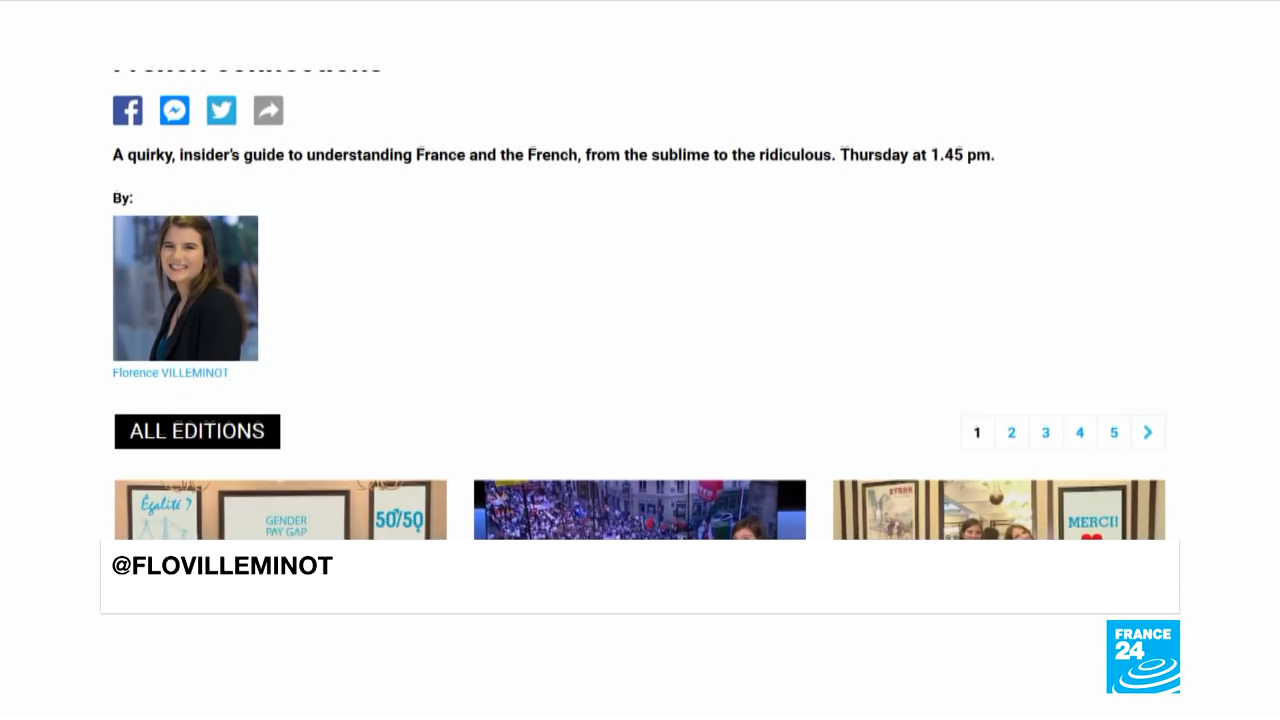 A quirky, insider's guide to understanding France and the French, from the sublime to the ridiculous. Thursday at 1.45 pm.
By:
Florence VILLEMINOT
ALL EDITIONS
1 2 3 4 5
Égalité ?
GENDER
PAY GAP
50/50
MERCI!
@FLOVILLEMINOT
FRANCE
24